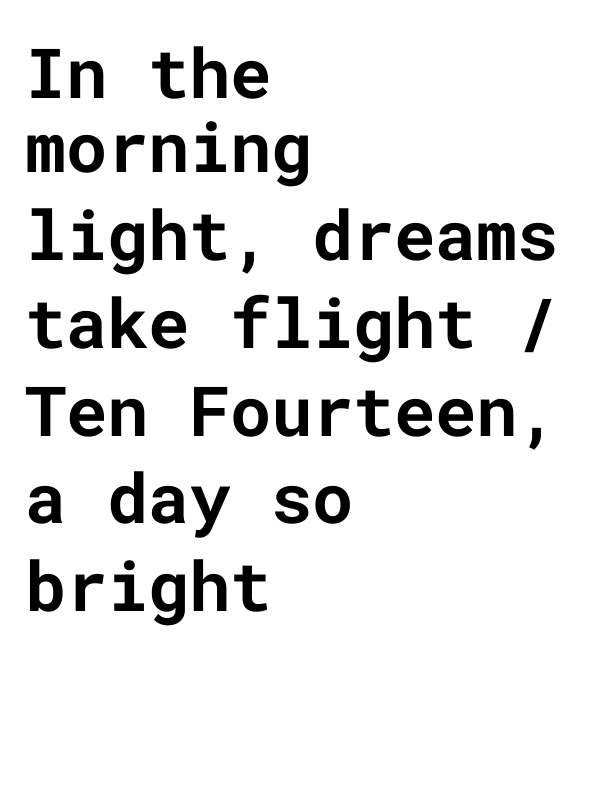 In the
morning
light, dreams
take flight /
Ten Fourteen,
a day so
bright